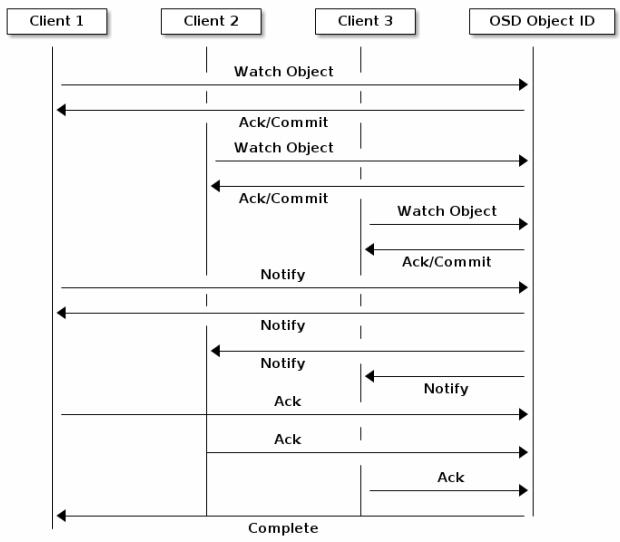 Client 1
Client 2
Client 3
OSD Object ID
Watch Object
Ack/Commit
Watch Object
Ack/Commit
Watch Object
Ack/Commit
Notify
Notify
Notify
Notify
Ack
Ack
Ack
Complete